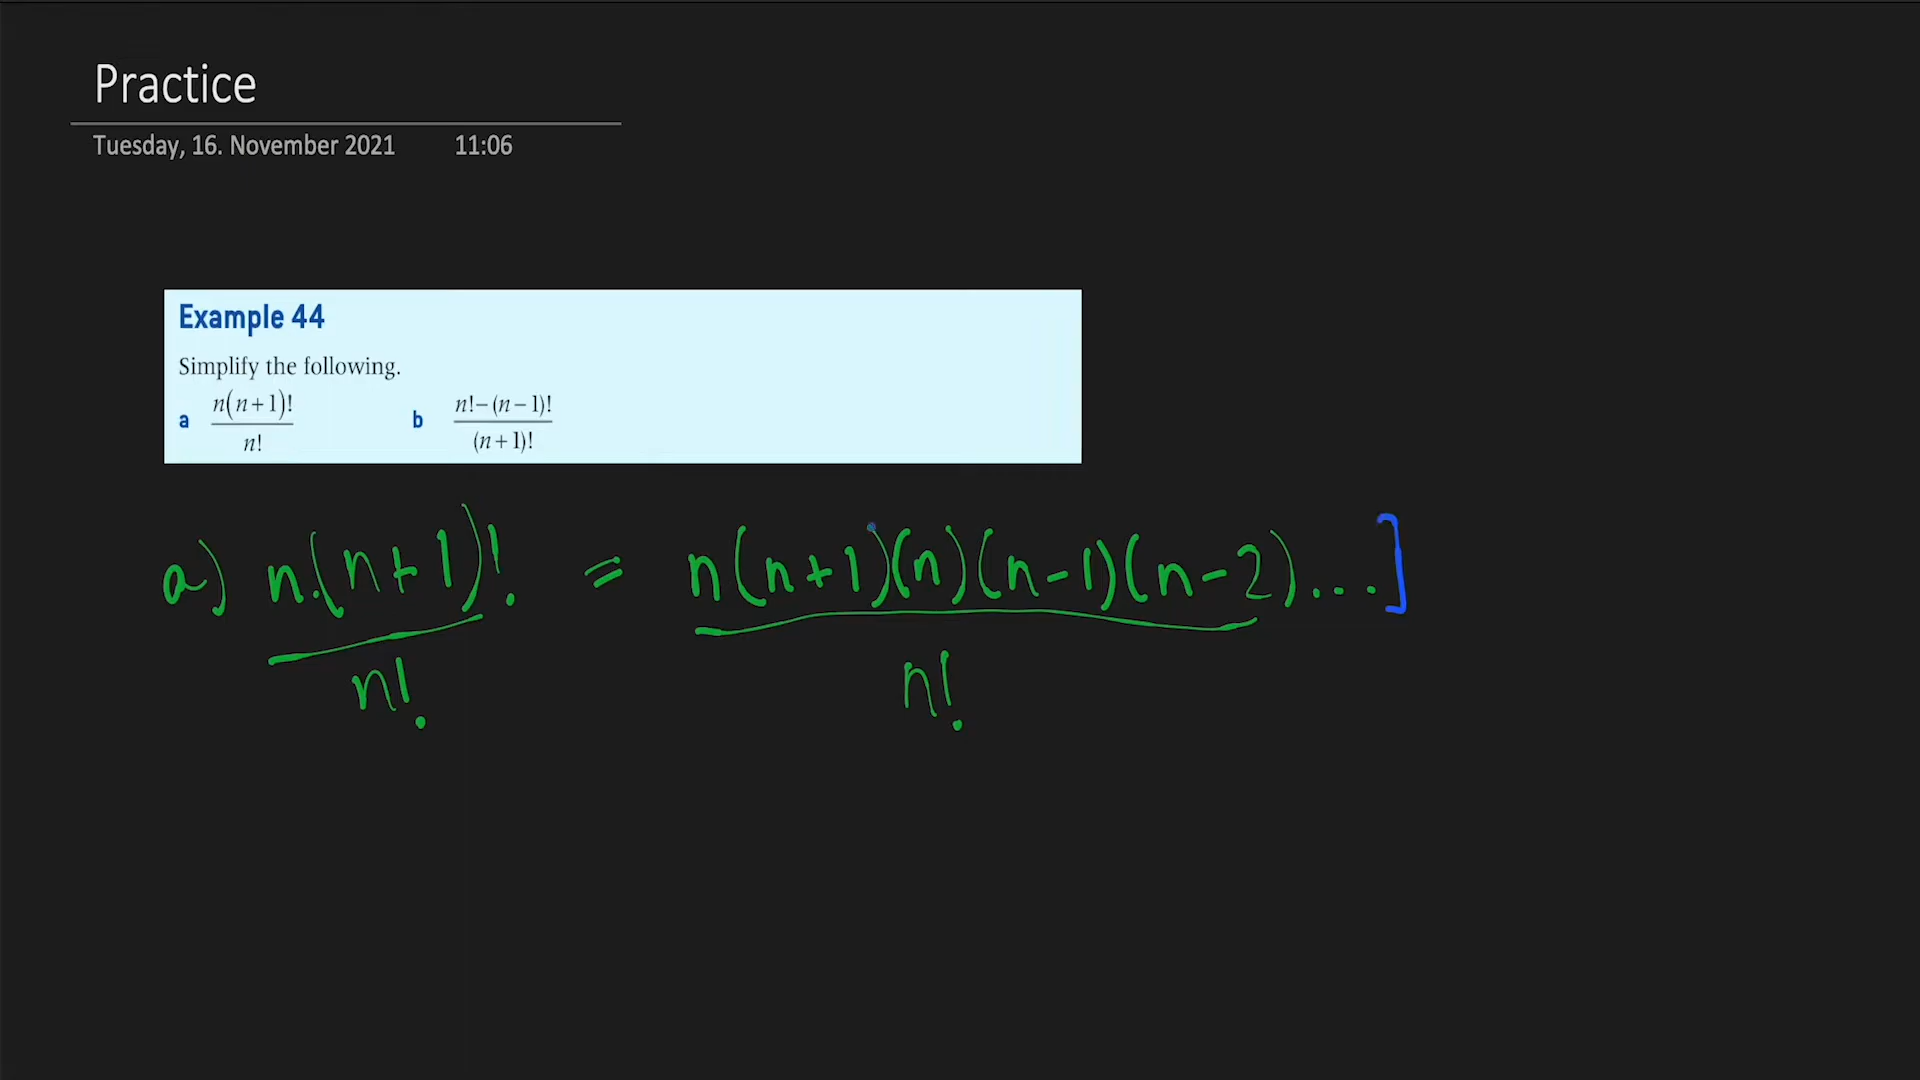 Practice
Tuesday, 16. November 2021 11:06
Example 44
Simplify the following.
a n(n+1)!/n! b n!−(n−1)!/(n+1)!
a) n.(n+1)!/n! = n(n+1)(n)(n-1)(n-2)...]/n!